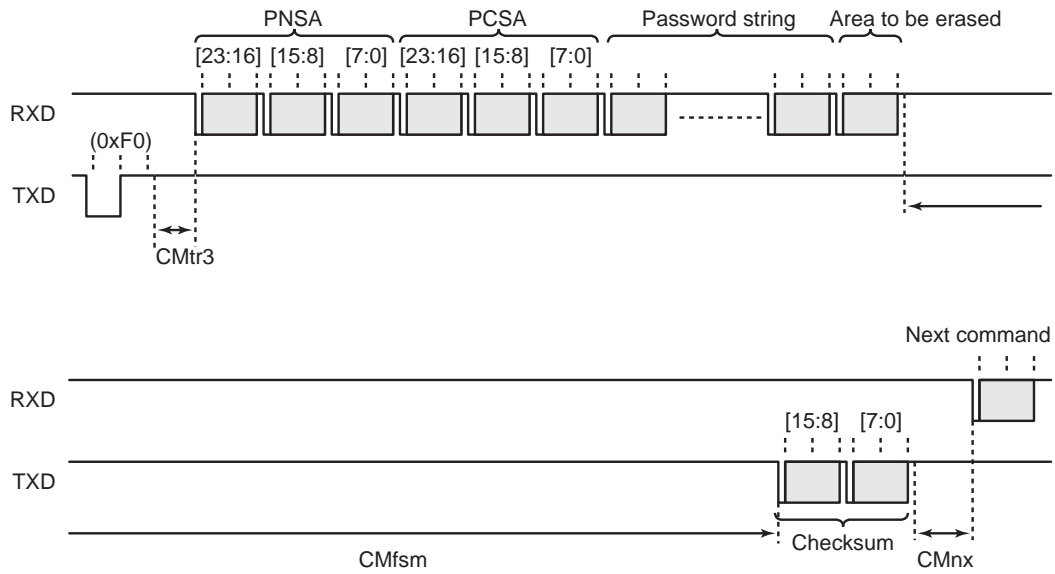 PNSA PCSA Password string Area to be erased
[23:16] [15:8] [7:0] [23:16] [15:8] [7:0]
RXD
(0xF0)
TXD
CMtr3
Next command
RXD
[15:8] [7:0]
TXD
Checksum
CMfsm CMnx